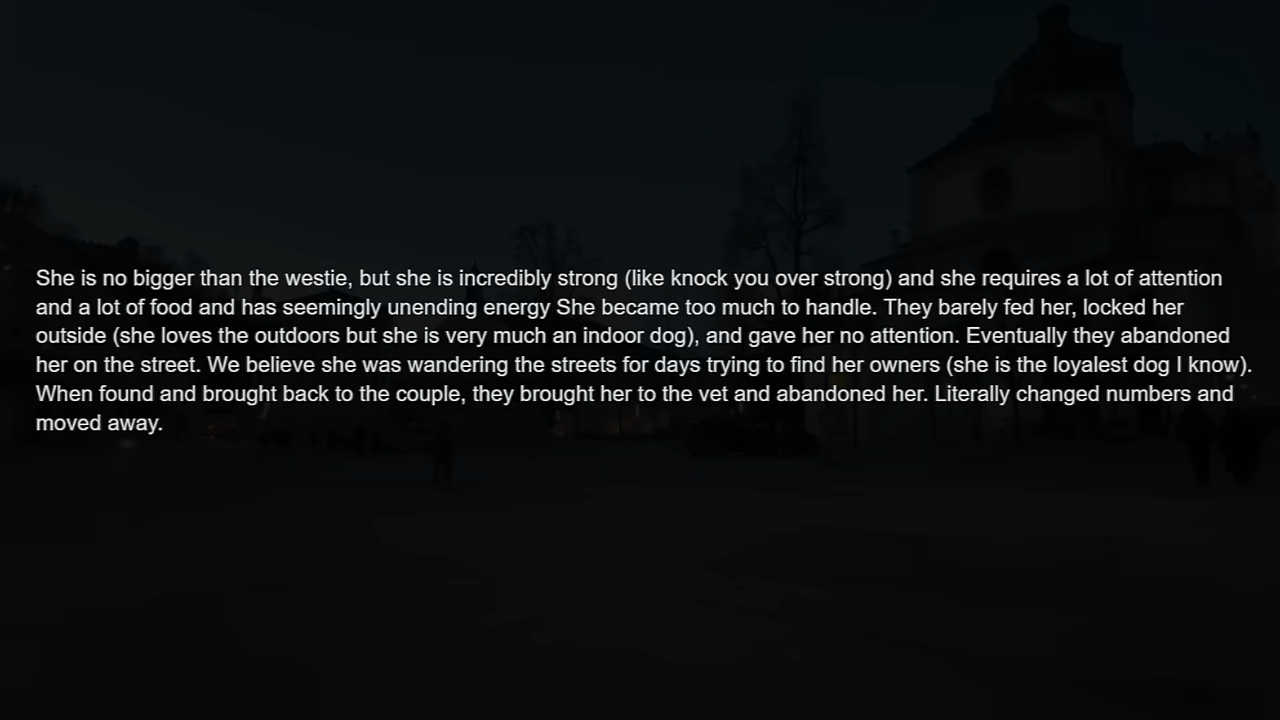 She is no bigger than the westie, but she is incredibly strong (like knock you over strong) and she requires a lot of attention
and a lot of food and has seemingly unending energy She became too much to handle. They barely fed her, locked her
outside (she loves the outdoors but she is very much an indoor dog), and gave her no attention. Eventually they abandoned
her on the street. We believe she was wandering the streets for days trying to find her owners (she is the loyalest dog I know).
When found and brought back to the couple, they brought her to the vet and abandoned her. Literally changed numbers and
moved away.